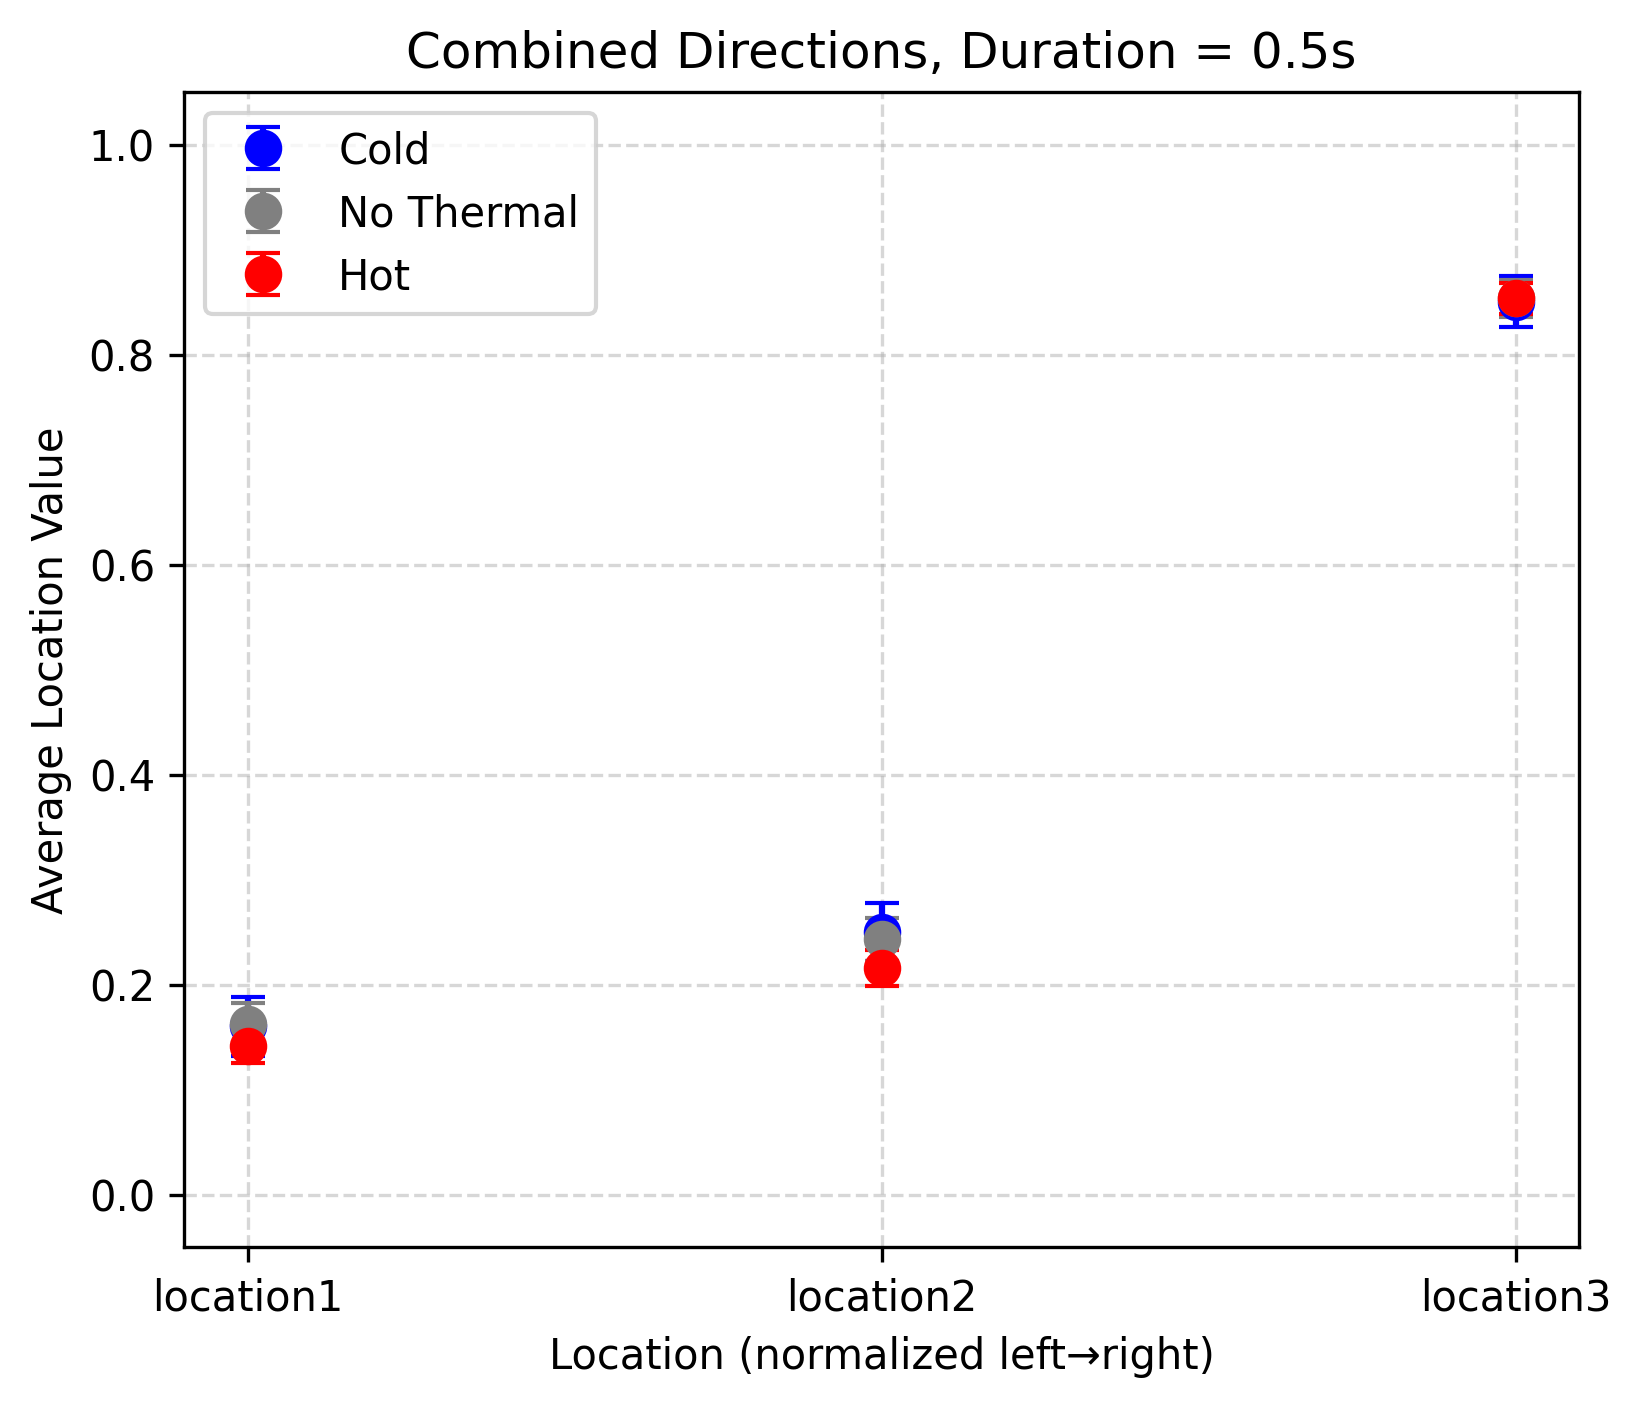 Combined Directions, Duration = 0.5s
Cold
No Thermal
Hot
1.0
0.8
0.6
0.4
0.2
0.0
Average Location Value
location1
location2
location3
Location (normalized left→right)